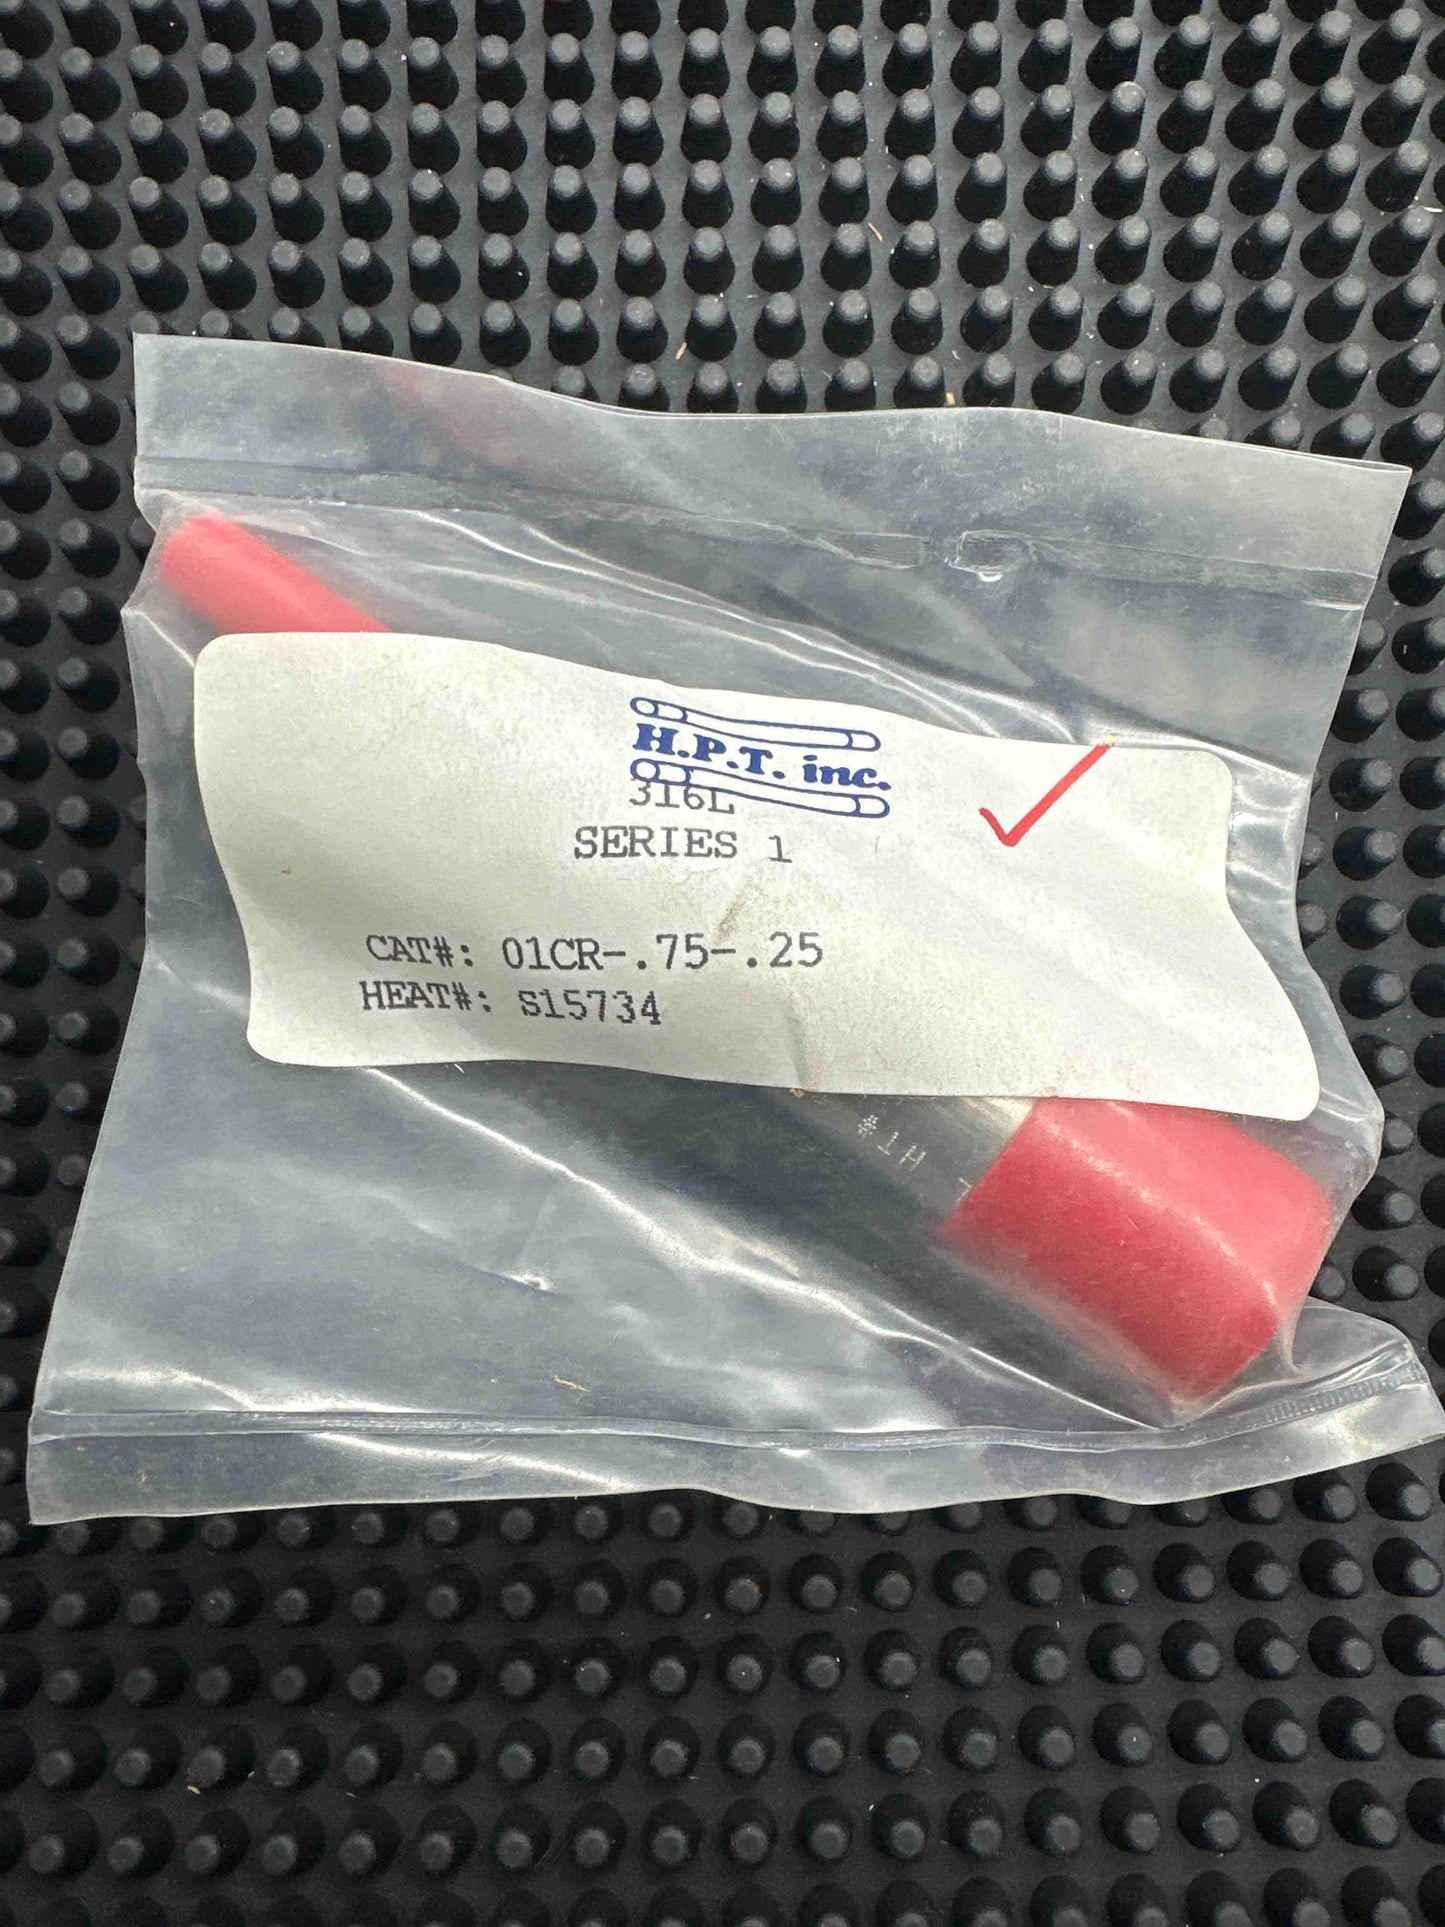 H.P.T. inc.
316L
SERIES 1
CAT#: 01CR-.75-.25
HEAT#: S15734